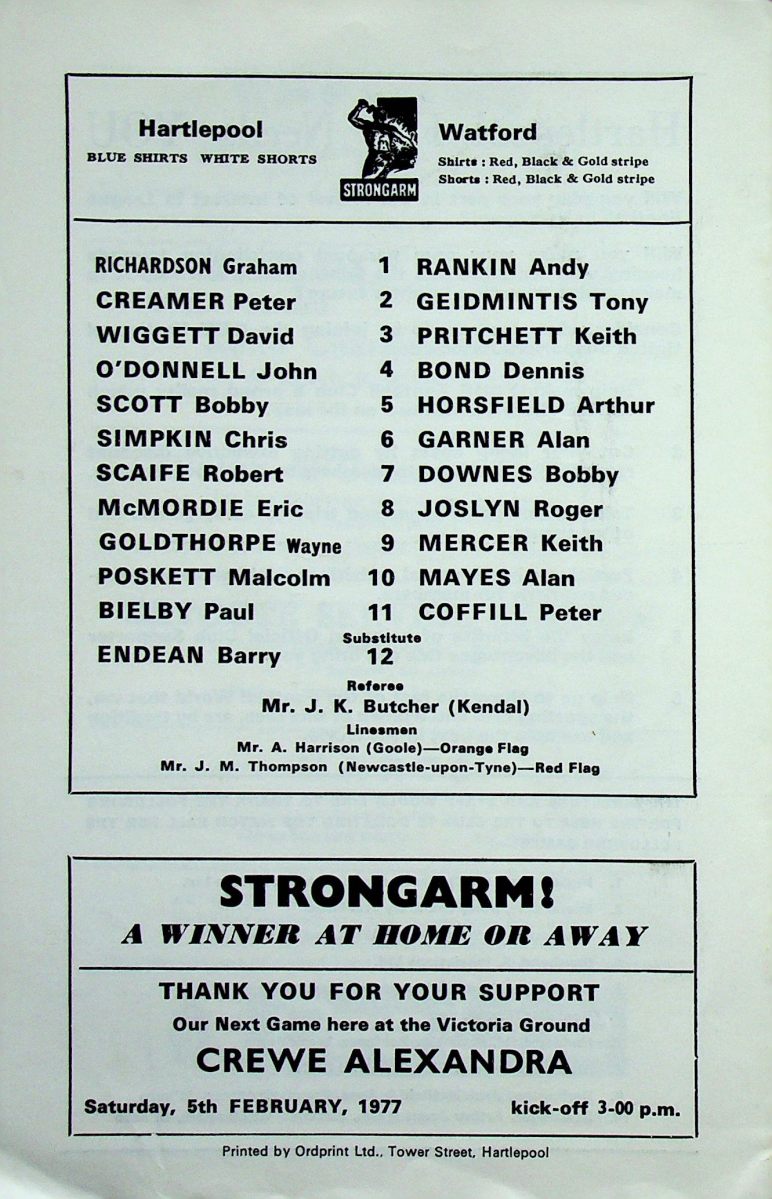 Hartlepool
BLUE SHIRTS WHITE SHORTS
STRONGARM
Watford
Shirts : Red, Black & Gold stripe
Shorts : Red, Black & Gold stripe
RICHARDSON Graham 1 RANKIN Andy
CREAMER Peter 2 GEIDMINTIS Tony
WIGGETT David 3 PRITCHETT Keith
O'DONNELL John 4 BOND Dennis
SCOTT Bobby 5 HORSFIELD Arthur
SIMPKIN Chris 6 GARNER Alan
SCAIFE Robert 7 DOWNES Bobby
McMORDIE Eric 8 JOSLYN Roger
GOLDTHORPE Wayne 9 MERCER Keith
POSKETT Malcolm 10 MAYES Alan
BIELBY Paul 11 COFFILL Peter
Substitute
ENDEAN Barry 12
Referee
Mr. J. K. Butcher (Kendal)
Linesmen
Mr. A. Harrison (Goole)—Orange Flag
Mr. J. M. Thompson (Newcastle-upon-Tyne)—Red Flag
STRONGARM!
A WINNER AT HOME OR AWAY
THANK YOU FOR YOUR SUPPORT
Our Next Game here at the Victoria Ground
CREWE ALEXANDRA
Saturday, 5th FEBRUARY, 1977 kick-off 3-00 p.m.
Printed by Ordprint Ltd., Tower Street, Hartlepool